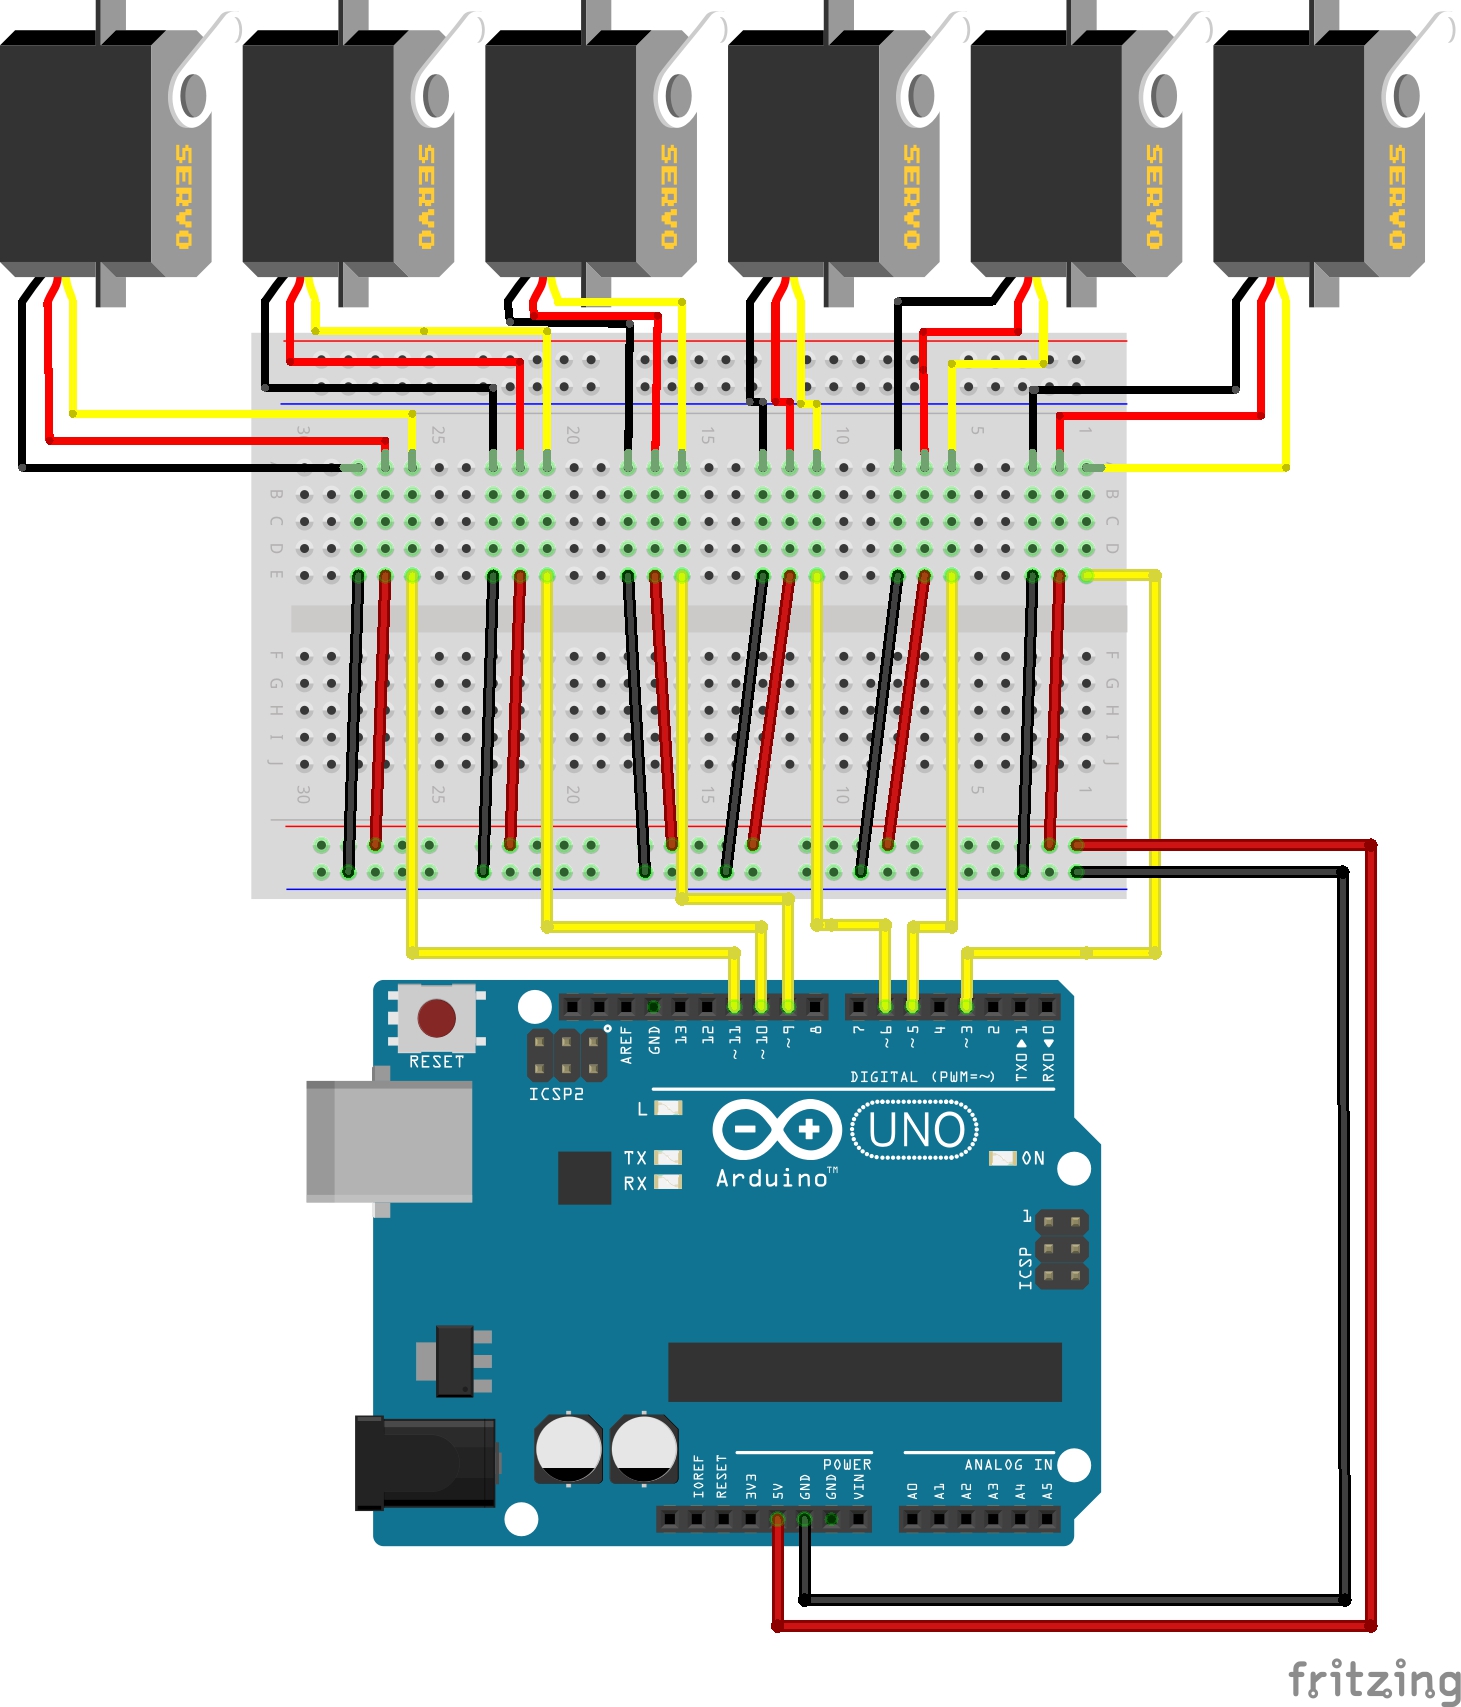 SERVO SERVO SERVO SERVO SERVO SERVO
30 25 20 15 10 5 1
A A
B B
C C
D D
E E
F F
G G
H H
I I
J J
30 25 20 15 10 5 1
RESET
AREF GND 13 12 ~11 ~10 ~9 8 7 ~6 ~5 4 ~3 2 TX0▶1 RX0◀0
DIGITAL (PWM=~)
ICSP2
L
TX
RX
Arduino™
UNO
ON
1
ICSP
POWER
ANALOG IN
IOREF RESET 3V3 5V GND GND VIN A0 A1 A2 A3 A4 A5
fritzing